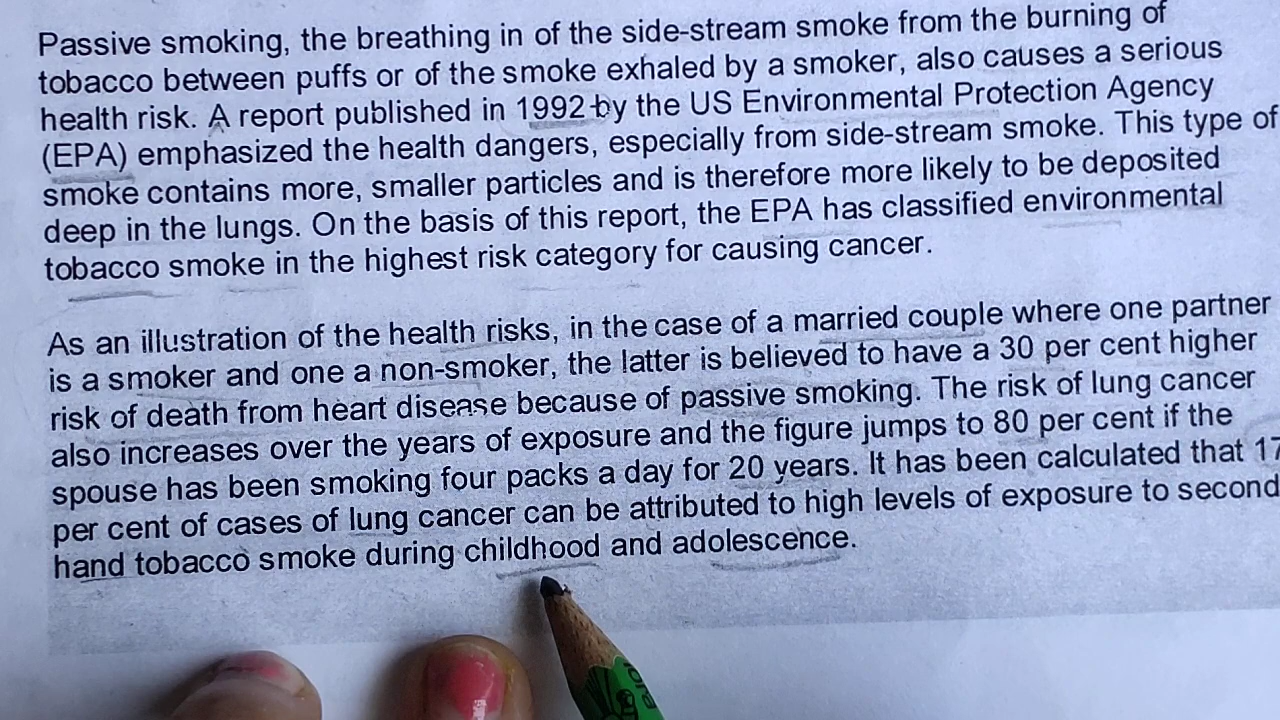 Passive smoking, the breathing in of the side-stream smoke from the burning of
tobacco between puffs or of the smoke exhaled by a smoker, also causes a serious
health risk. A report published in 1992 by the US Environmental Protection Agency
(EPA) emphasized the health dangers, especially from side-stream smoke. This type of
smoke contains more, smaller particles and is therefore more likely to be deposited
deep in the lungs. On the basis of this report, the EPA has classified environmental
tobacco smoke in the highest risk category for causing cancer.
As an illustration of the health risks, in the case of a married couple where one partner
is a smoker and one a non-smoker, the latter is believed to have a 30 per cent higher
risk of death from heart disease because of passive smoking. The risk of lung cancer
also increases over the years of exposure and the figure jumps to 80 per cent if the
spouse has been smoking four packs a day for 20 years. It has been calculated that 17
per cent of cases of lung cancer can be attributed to high levels of exposure to second
hand tobacco smoke during childhood and adolescence.